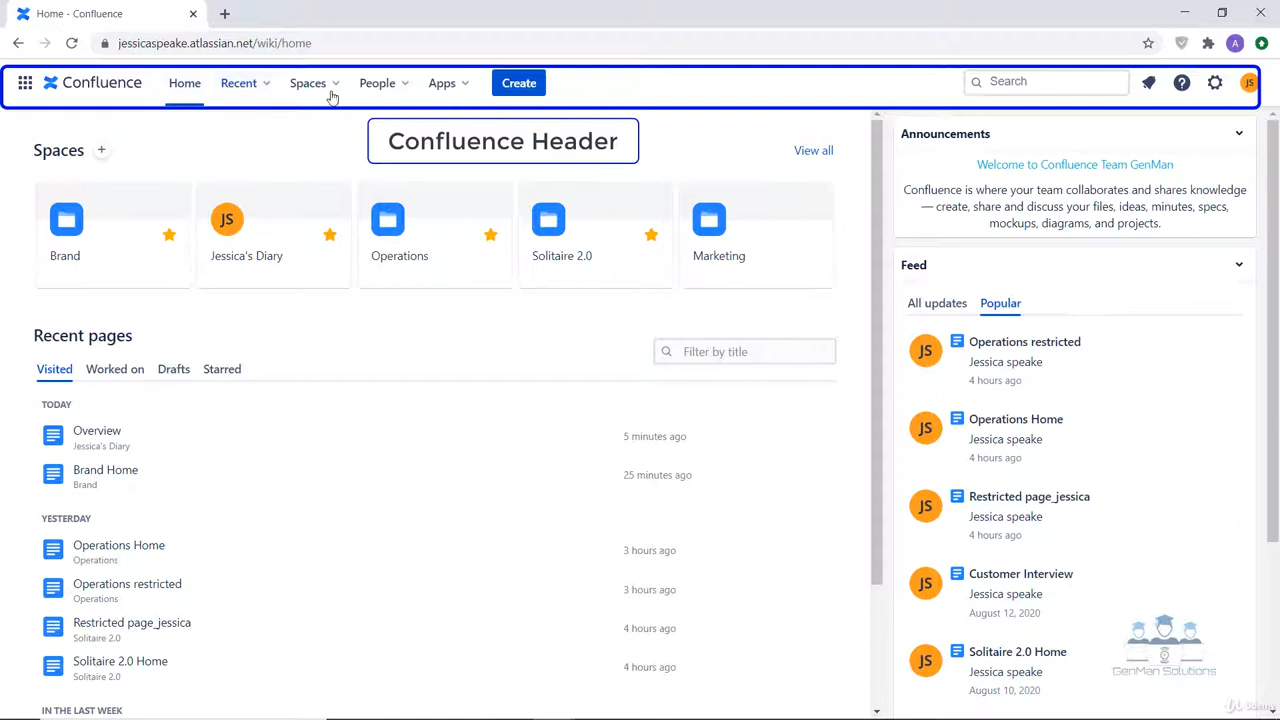 Home - Confluence
jessicaspeake.atlassian.net/wiki/home
A
Confluence
Home
Recent
Spaces
People
Apps
Create
Search
JS
Confluence Header
Spaces
View all
Brand
JS
Jessica's Diary
Operations
Solitaire 2.0
Marketing
Recent pages
Filter by title
Visited
Worked on
Drafts
Starred
TODAY
Overview
Jessica's Diary
5 minutes ago
Brand Home
Brand
25 minutes ago
YESTERDAY
Operations Home
Operations
3 hours ago
Operations restricted
Operations
3 hours ago
Restricted page_jessica
Solitaire 2.0
4 hours ago
Solitaire 2.0 Home
Solitaire 2.0
4 hours ago
IN THE LAST WEEK
Announcements
Welcome to Confluence Team GenMan
Confluence is where your team collaborates and shares knowledge
— create, share and discuss your files, ideas, minutes, specs,
mockups, diagrams, and projects.
Feed
All updates
Popular
JS
Operations restricted
Jessica speake
4 hours ago
JS
Operations Home
Jessica speake
4 hours ago
JS
Restricted page_jessica
Jessica speake
4 hours ago
JS
Customer Interview
Jessica speake
August 12, 2020
JS
Solitaire 2.0 Home
Jessica speake
August 10, 2020
GenMan Solutions
Udemy